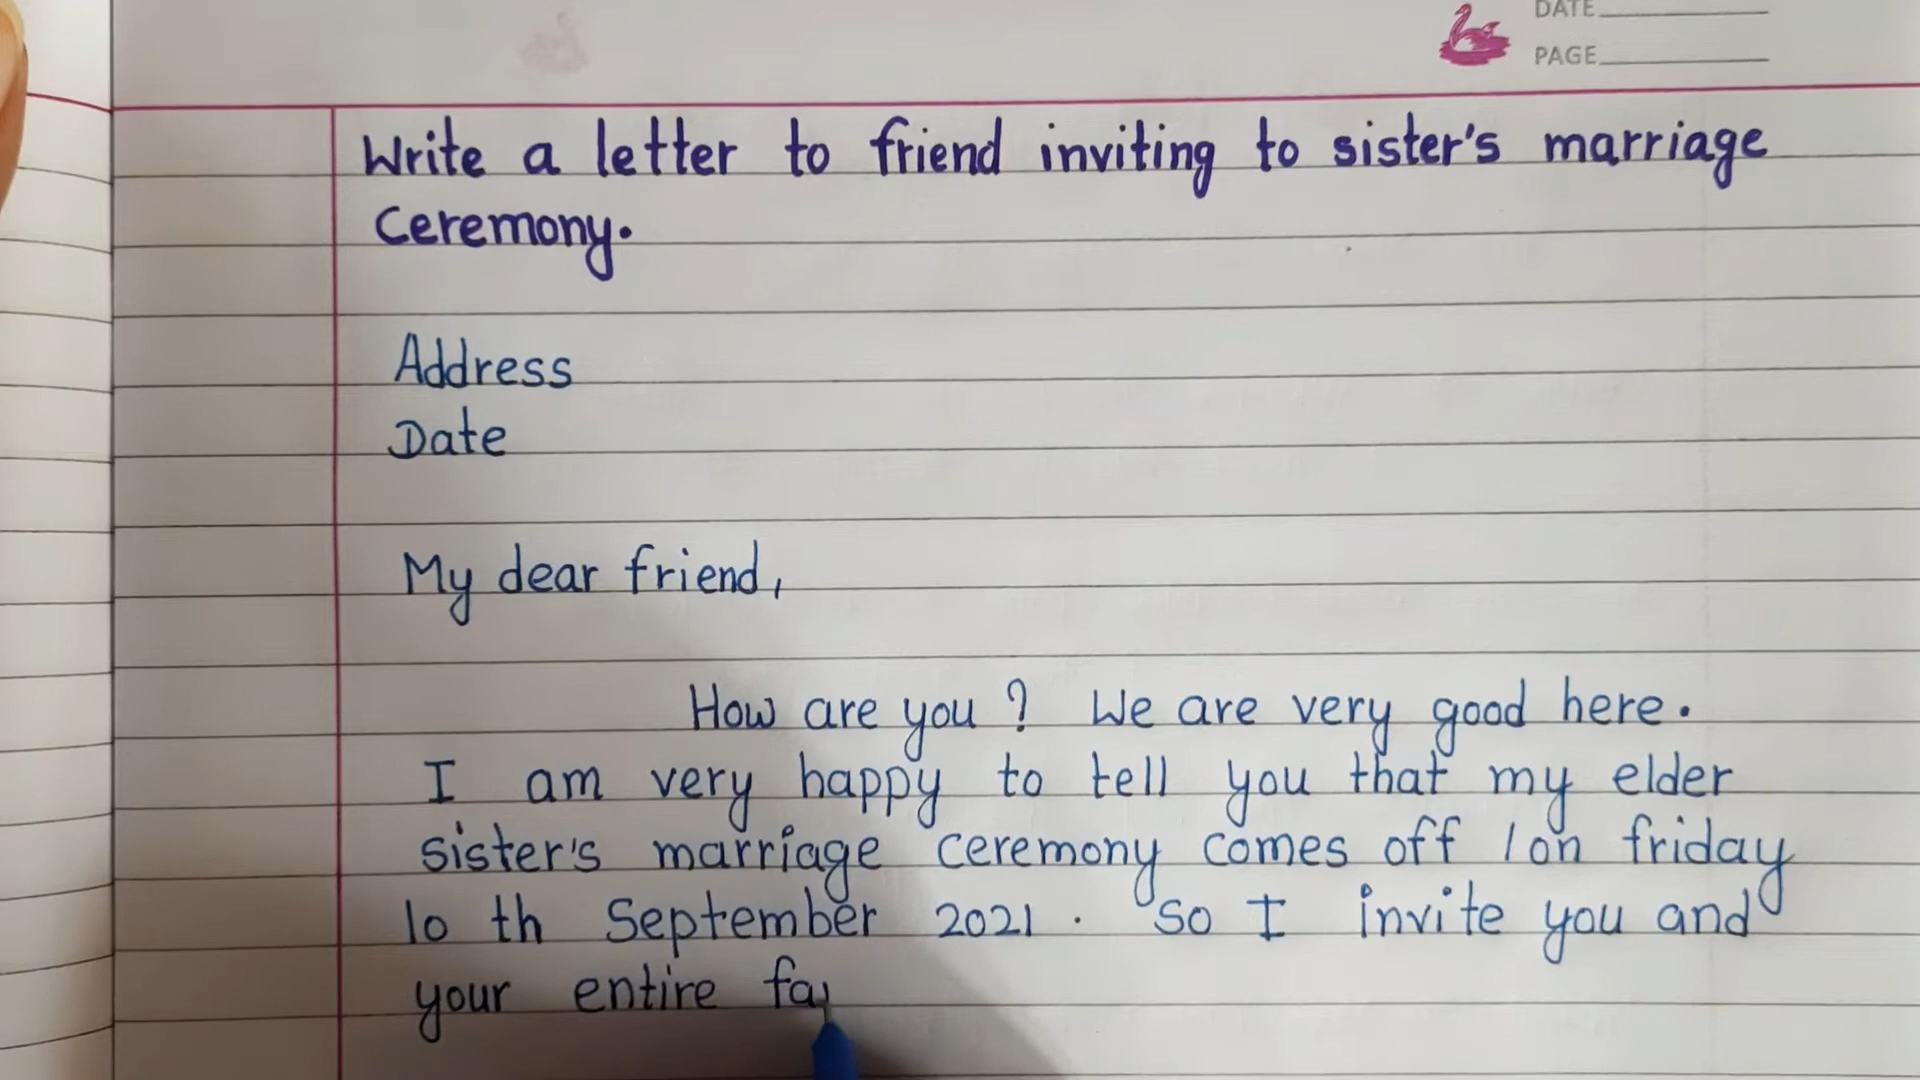 DATE
PAGE
Write a letter to friend inviting to sister's marriage
ceremony.
Address
Date
My dear friend,
How are you ? We are very good here.
I am very happy to tell you that my elder
sister's marriage ceremony comes off / on friday
10 th September 2021 . So I invite you and
your entire fa